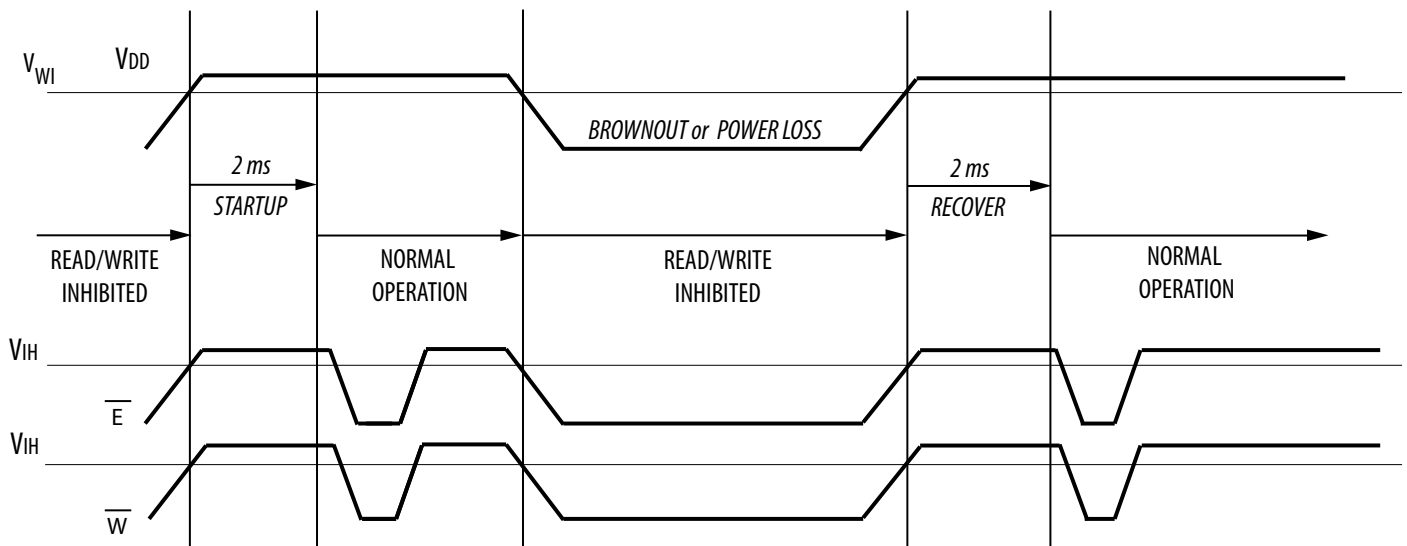 VWI VDD
BROWNOUT or POWER LOSS
2 ms
STARTUP
2 ms
RECOVER
READ/WRITE
INHIBITED
NORMAL
OPERATION
READ/WRITE
INHIBITED
NORMAL
OPERATION
VIH
E
VIH
W